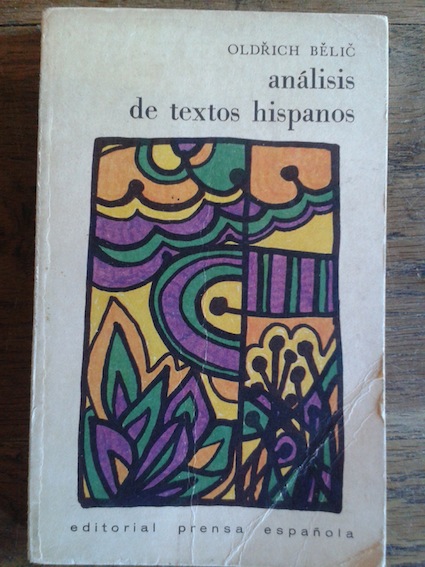 OLDŘICH BĚLIČ
análisis
de textos hispanos
editorial prensa española